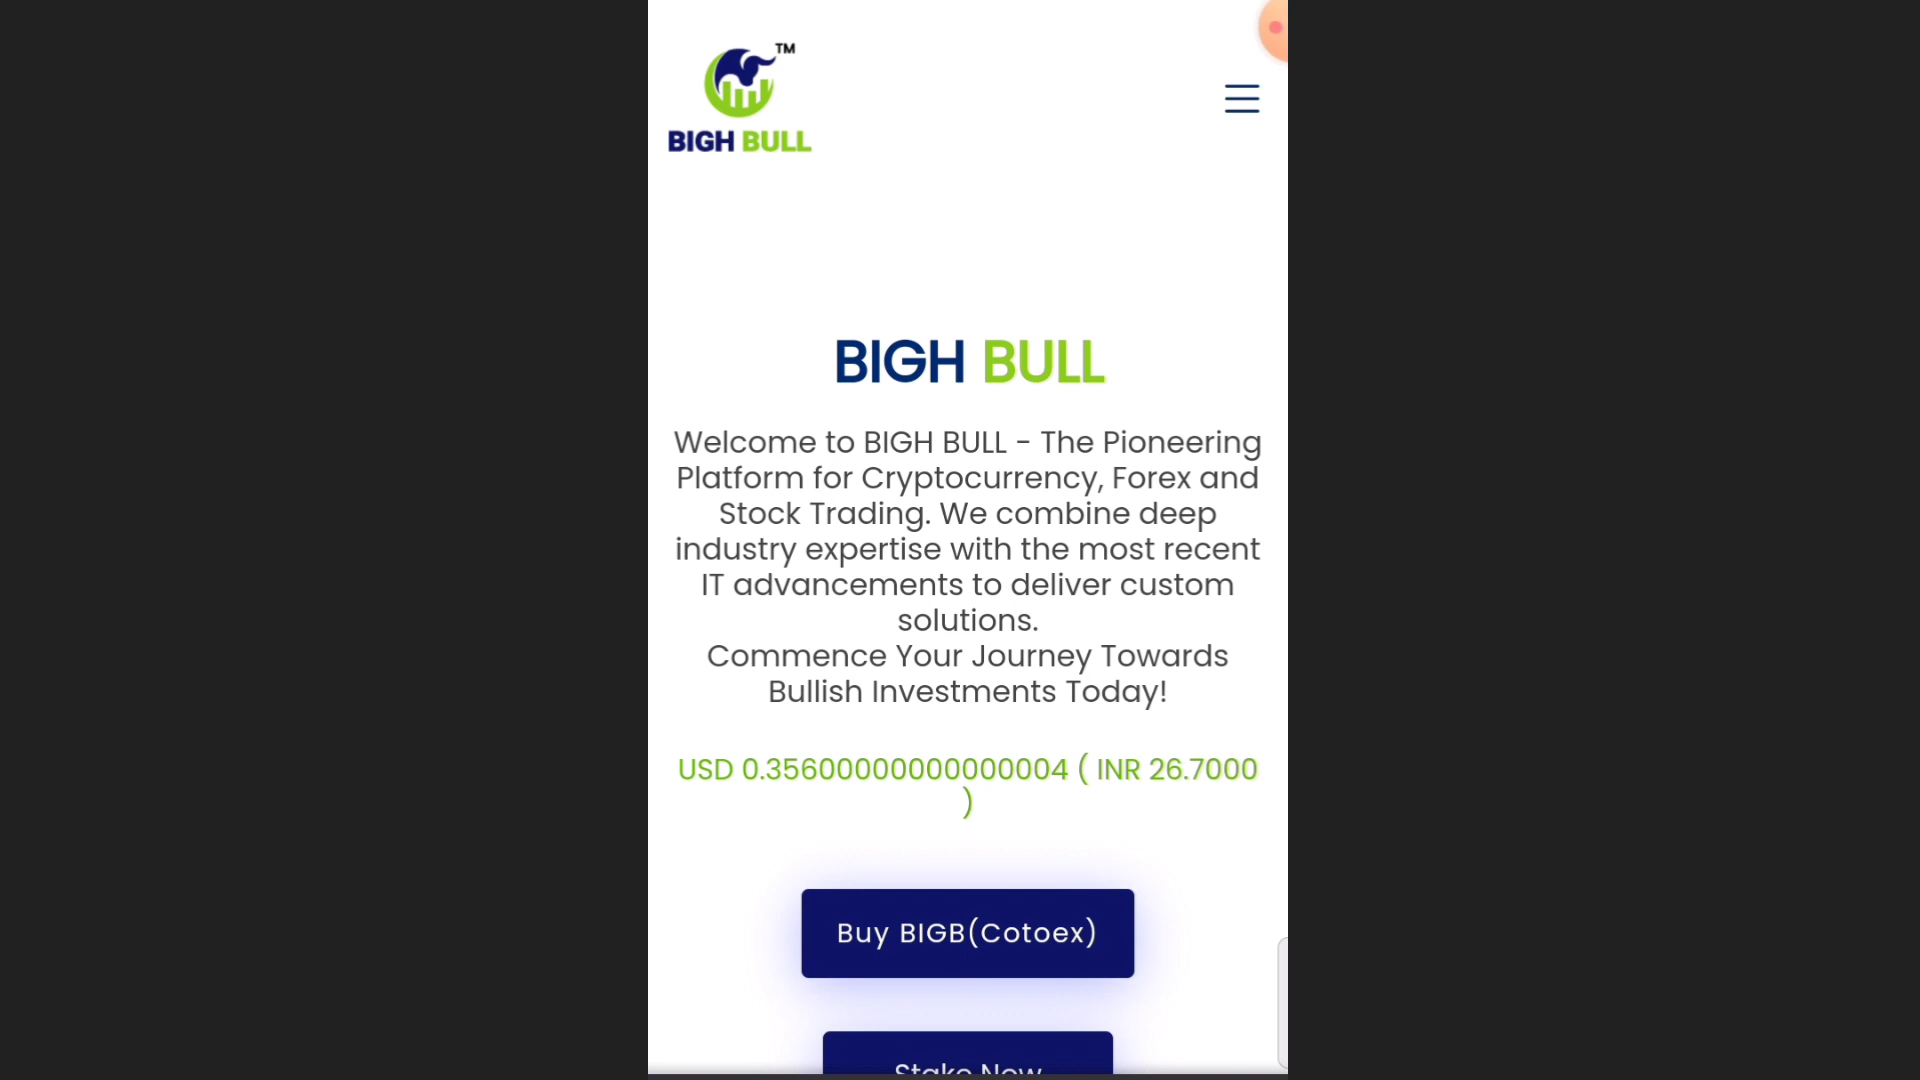 TM
BIGH BULL
BIGH BULL
Welcome to BIGH BULL - The Pioneering
Platform for Cryptocurrency, Forex and
Stock Trading. We combine deep
industry expertise with the most recent
IT advancements to deliver custom
solutions.
Commence Your Journey Towards
Bullish Investments Today!
USD 0.35600000000000004 ( INR 26.7000
)
Buy BIGB(Cotoex)
Stake Now